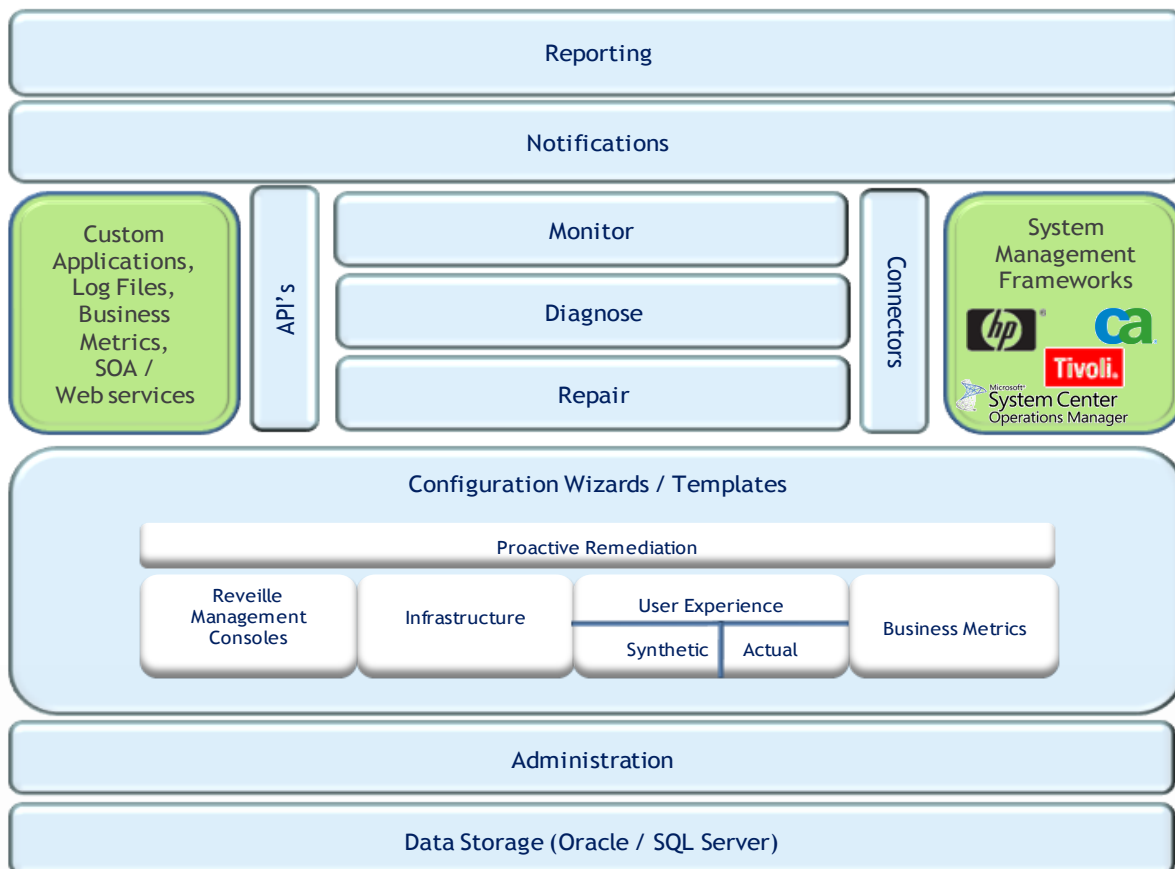 Reporting
Notifications
Custom
Applications,
Log Files,
Business
Metrics,
SOA /
Web services
API's
Monitor
Diagnose
Repair
Connectors
System
Management
Frameworks
hp
ca
Tivoli.
Microsoft
System Center
Operations Manager
Configuration Wizards / Templates
Proactive Remediation
Reveille
Management
Consoles
Infrastructure
User Experience
Synthetic
Actual
Business Metrics
Administration
Data Storage (Oracle / SQL Server)